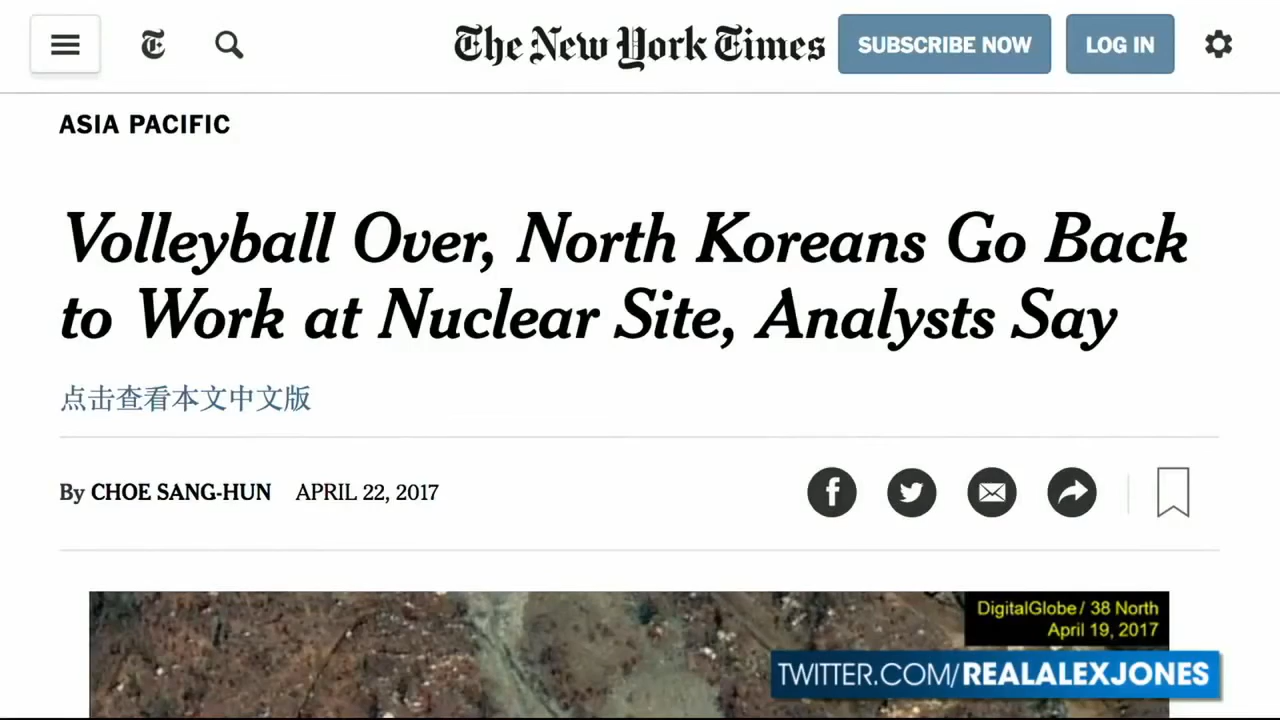 The New York Times
SUBSCRIBE NOW
LOG IN
ASIA PACIFIC
Volleyball Over, North Koreans Go Back
to Work at Nuclear Site, Analysts Say
点击查看本文中文版
By CHOE SANG-HUN APRIL 22, 2017
DigitalGlobe / 38 North
April 19, 2017
TWITTER.COM/REALALEXJONES